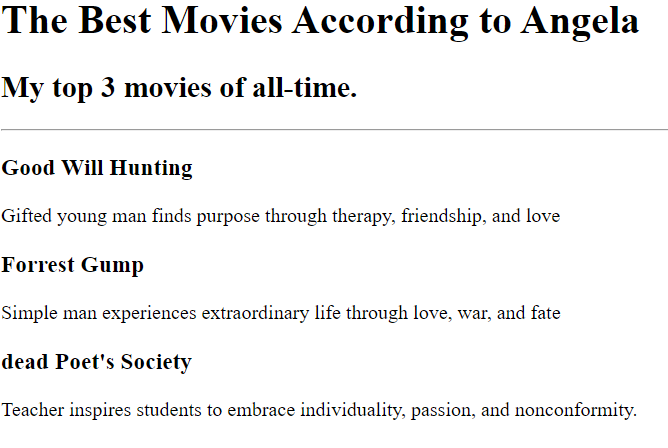 The Best Movies According to Angela
My top 3 movies of all-time.
Good Will Hunting
Gifted young man finds purpose through therapy, friendship, and love
Forrest Gump
Simple man experiences extraordinary life through love, war, and fate
dead Poet's Society
Teacher inspires students to embrace individuality, passion, and nonconformity.